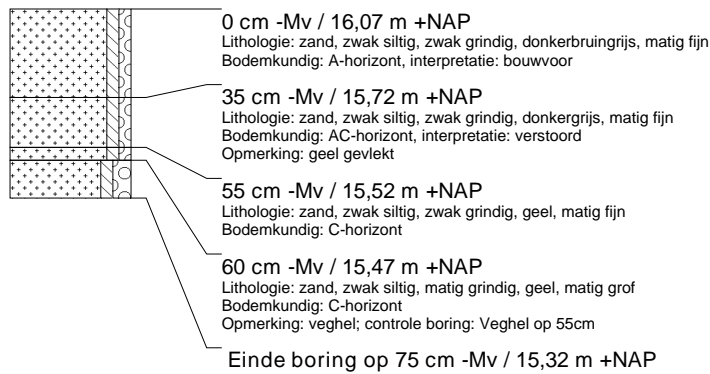 0 cm -Mv / 16,07 m +NAP
Lithologie: zand, zwak siltig, zwak grindig, donkerbruingrijs, matig fijn
Bodemkundig: A-horizont, interpretatie: bouwvoor
35 cm -Mv / 15,72 m +NAP
Lithologie: zand, zwak siltig, zwak grindig, donkergrijs, matig fijn
Bodemkundig: AC-horizont, interpretatie: verstoord
Opmerking: geel gevlekt
55 cm -Mv / 15,52 m +NAP
Lithologie: zand, zwak siltig, zwak grindig, geel, matig fijn
Bodemkundig: C-horizont
60 cm -Mv / 15,47 m +NAP
Lithologie: zand, zwak siltig, matig grindig, geel, matig grof
Bodemkundig: C-horizont
Opmerking: veghel; controle boring: Veghel op 55cm
Einde boring op 75 cm -Mv / 15,32 m +NAP